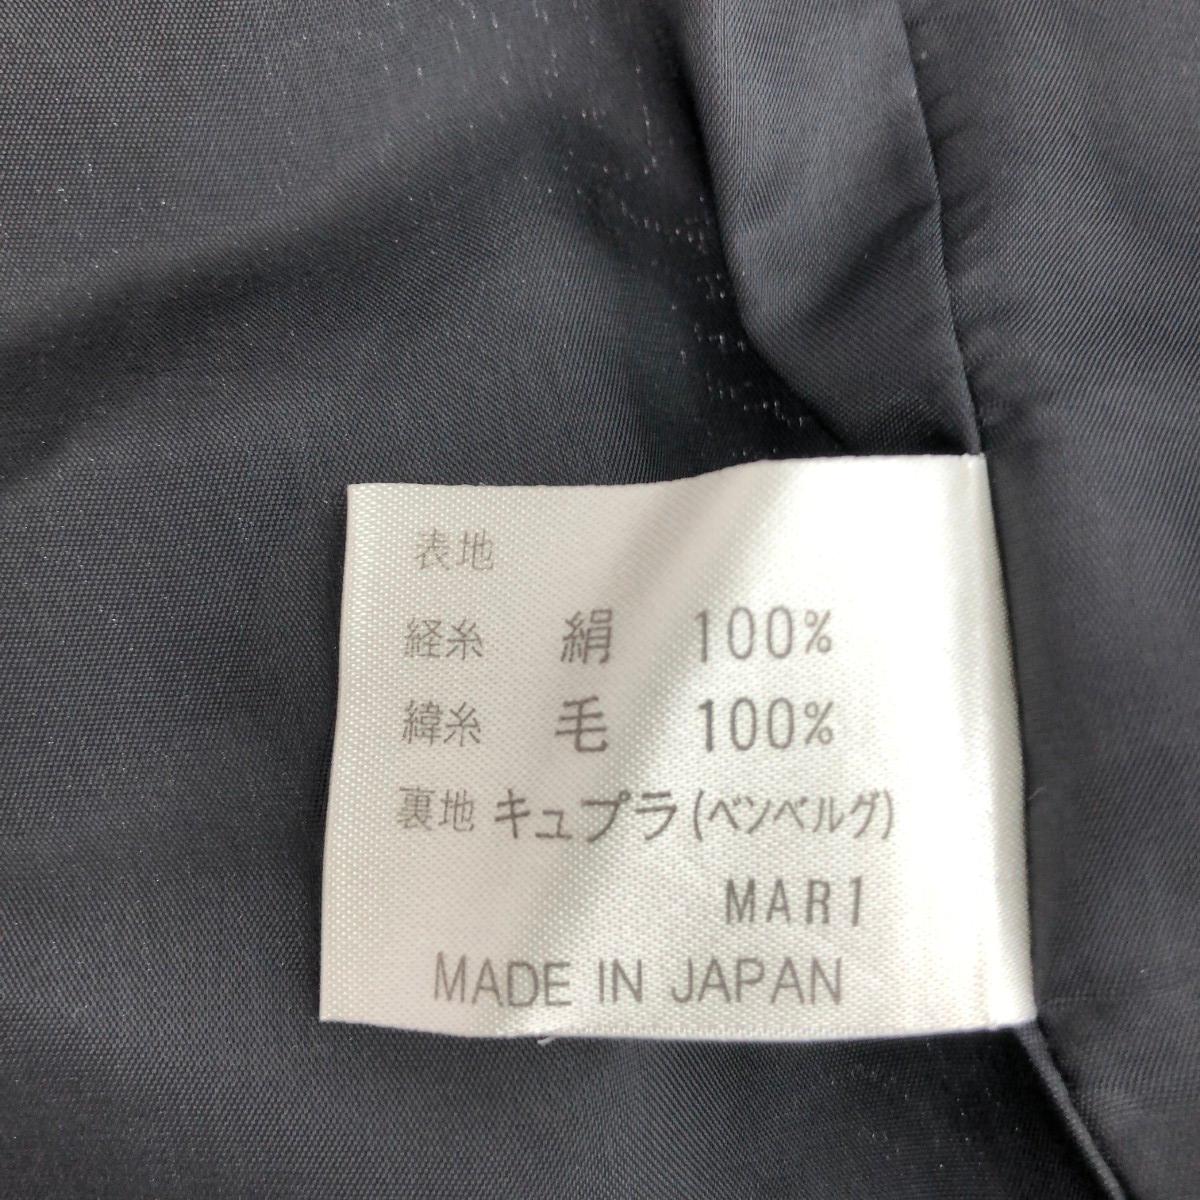 表地
経糸 絹 100%
緯糸 毛 100%
裏地 キュプラ(ベンベルグ)
MAR1
MADE IN JAPAN